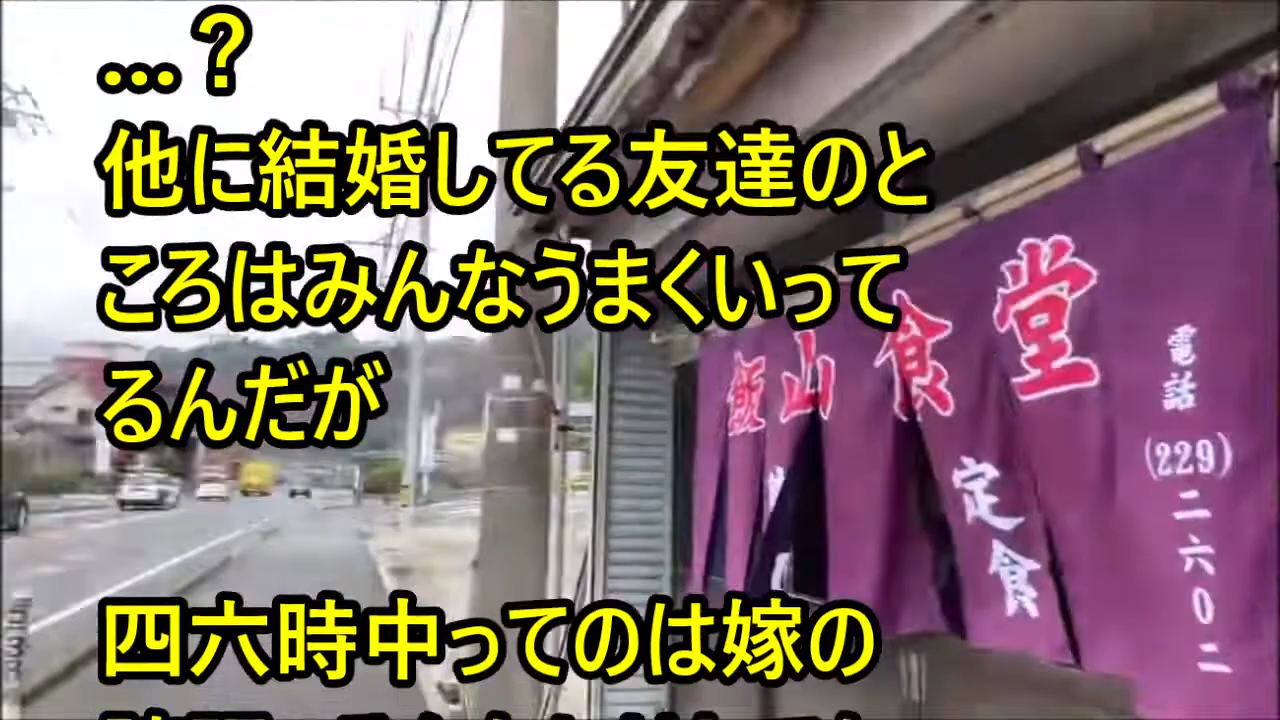 …？
他に結婚してる友達のと
ころはみんなうまくいって
るんだが
四六時中ってのは嫁の
飯山食堂
定食
電話
(229)
二六〇二